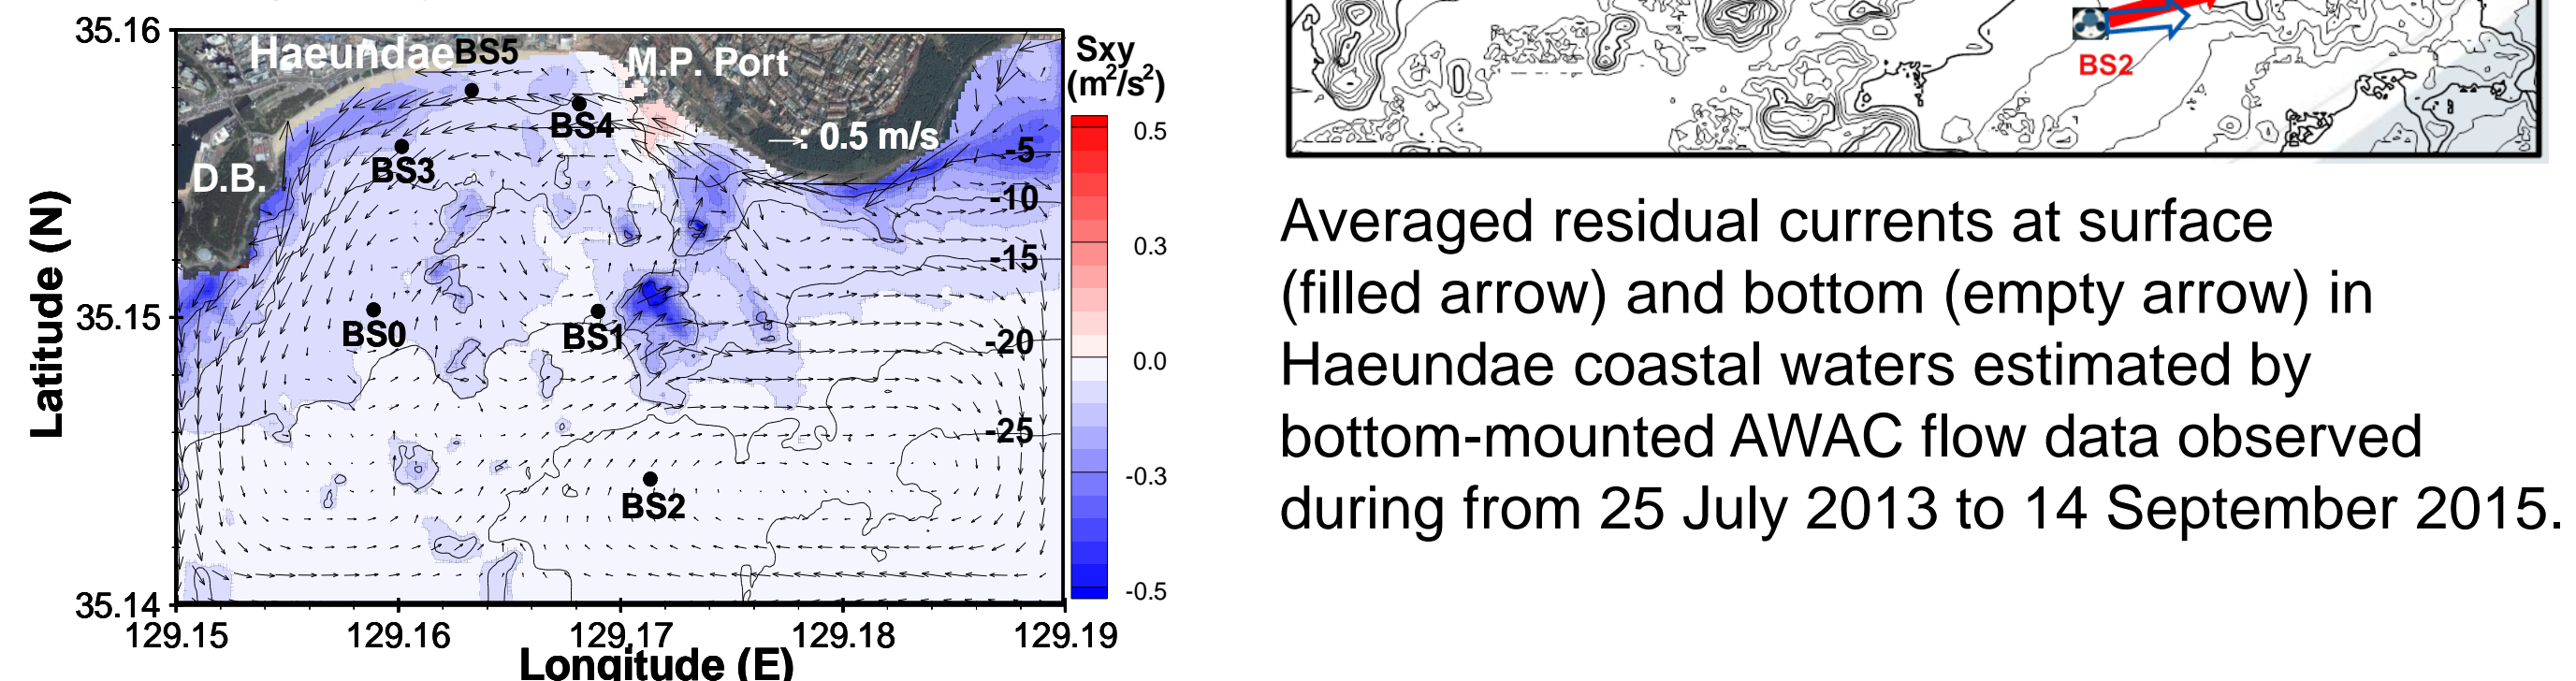 35.16
35.15
35.14
Latitude (N)
129.15
129.16
129.17
129.18
129.19
Longitude (E)
Haeundae
BS5
M.P. Port
BS4
: 0.5 m/s
BS3
D.B.
BS0
BS1
BS2
-5
-10
-15
-20
-25
Sxy
(m²/s²)
0.5
0.3
0.0
-0.3
-0.5
BS2
Averaged residual currents at surface
(filled arrow) and bottom (empty arrow) in
Haeundae coastal waters estimated by
bottom-mounted AWAC flow data observed
during from 25 July 2013 to 14 September 2015.